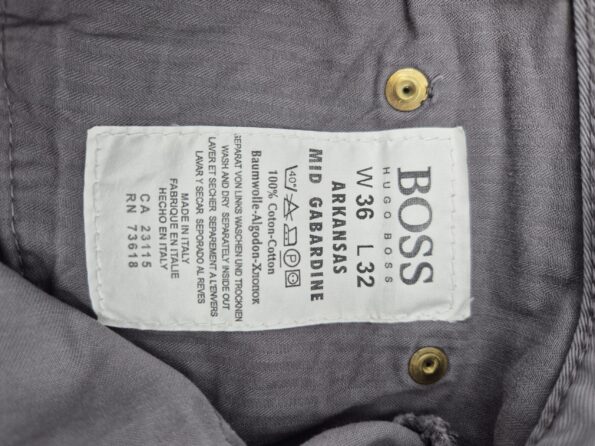 BOSS
HUGO BOSS
W 36 L 32
ARKANSAS
MID GABARDINE
40°
P
100% Coton-Cotton
Baumwolle-Algodon-Хлопок
SEPARAT VON LINKS WASCHEN UND TROCKNEN
WASH AND DRY SEPARATELY INSIDE OUT
LAVER ET SECHER SEPAREMENT A L'ENVERS
LAVAR Y SECAR SEPORADO AL REVES
MADE IN ITALY
FABRIQUE EN ITALIE
HECHO EN ITALY
CA 23115
RN 73618